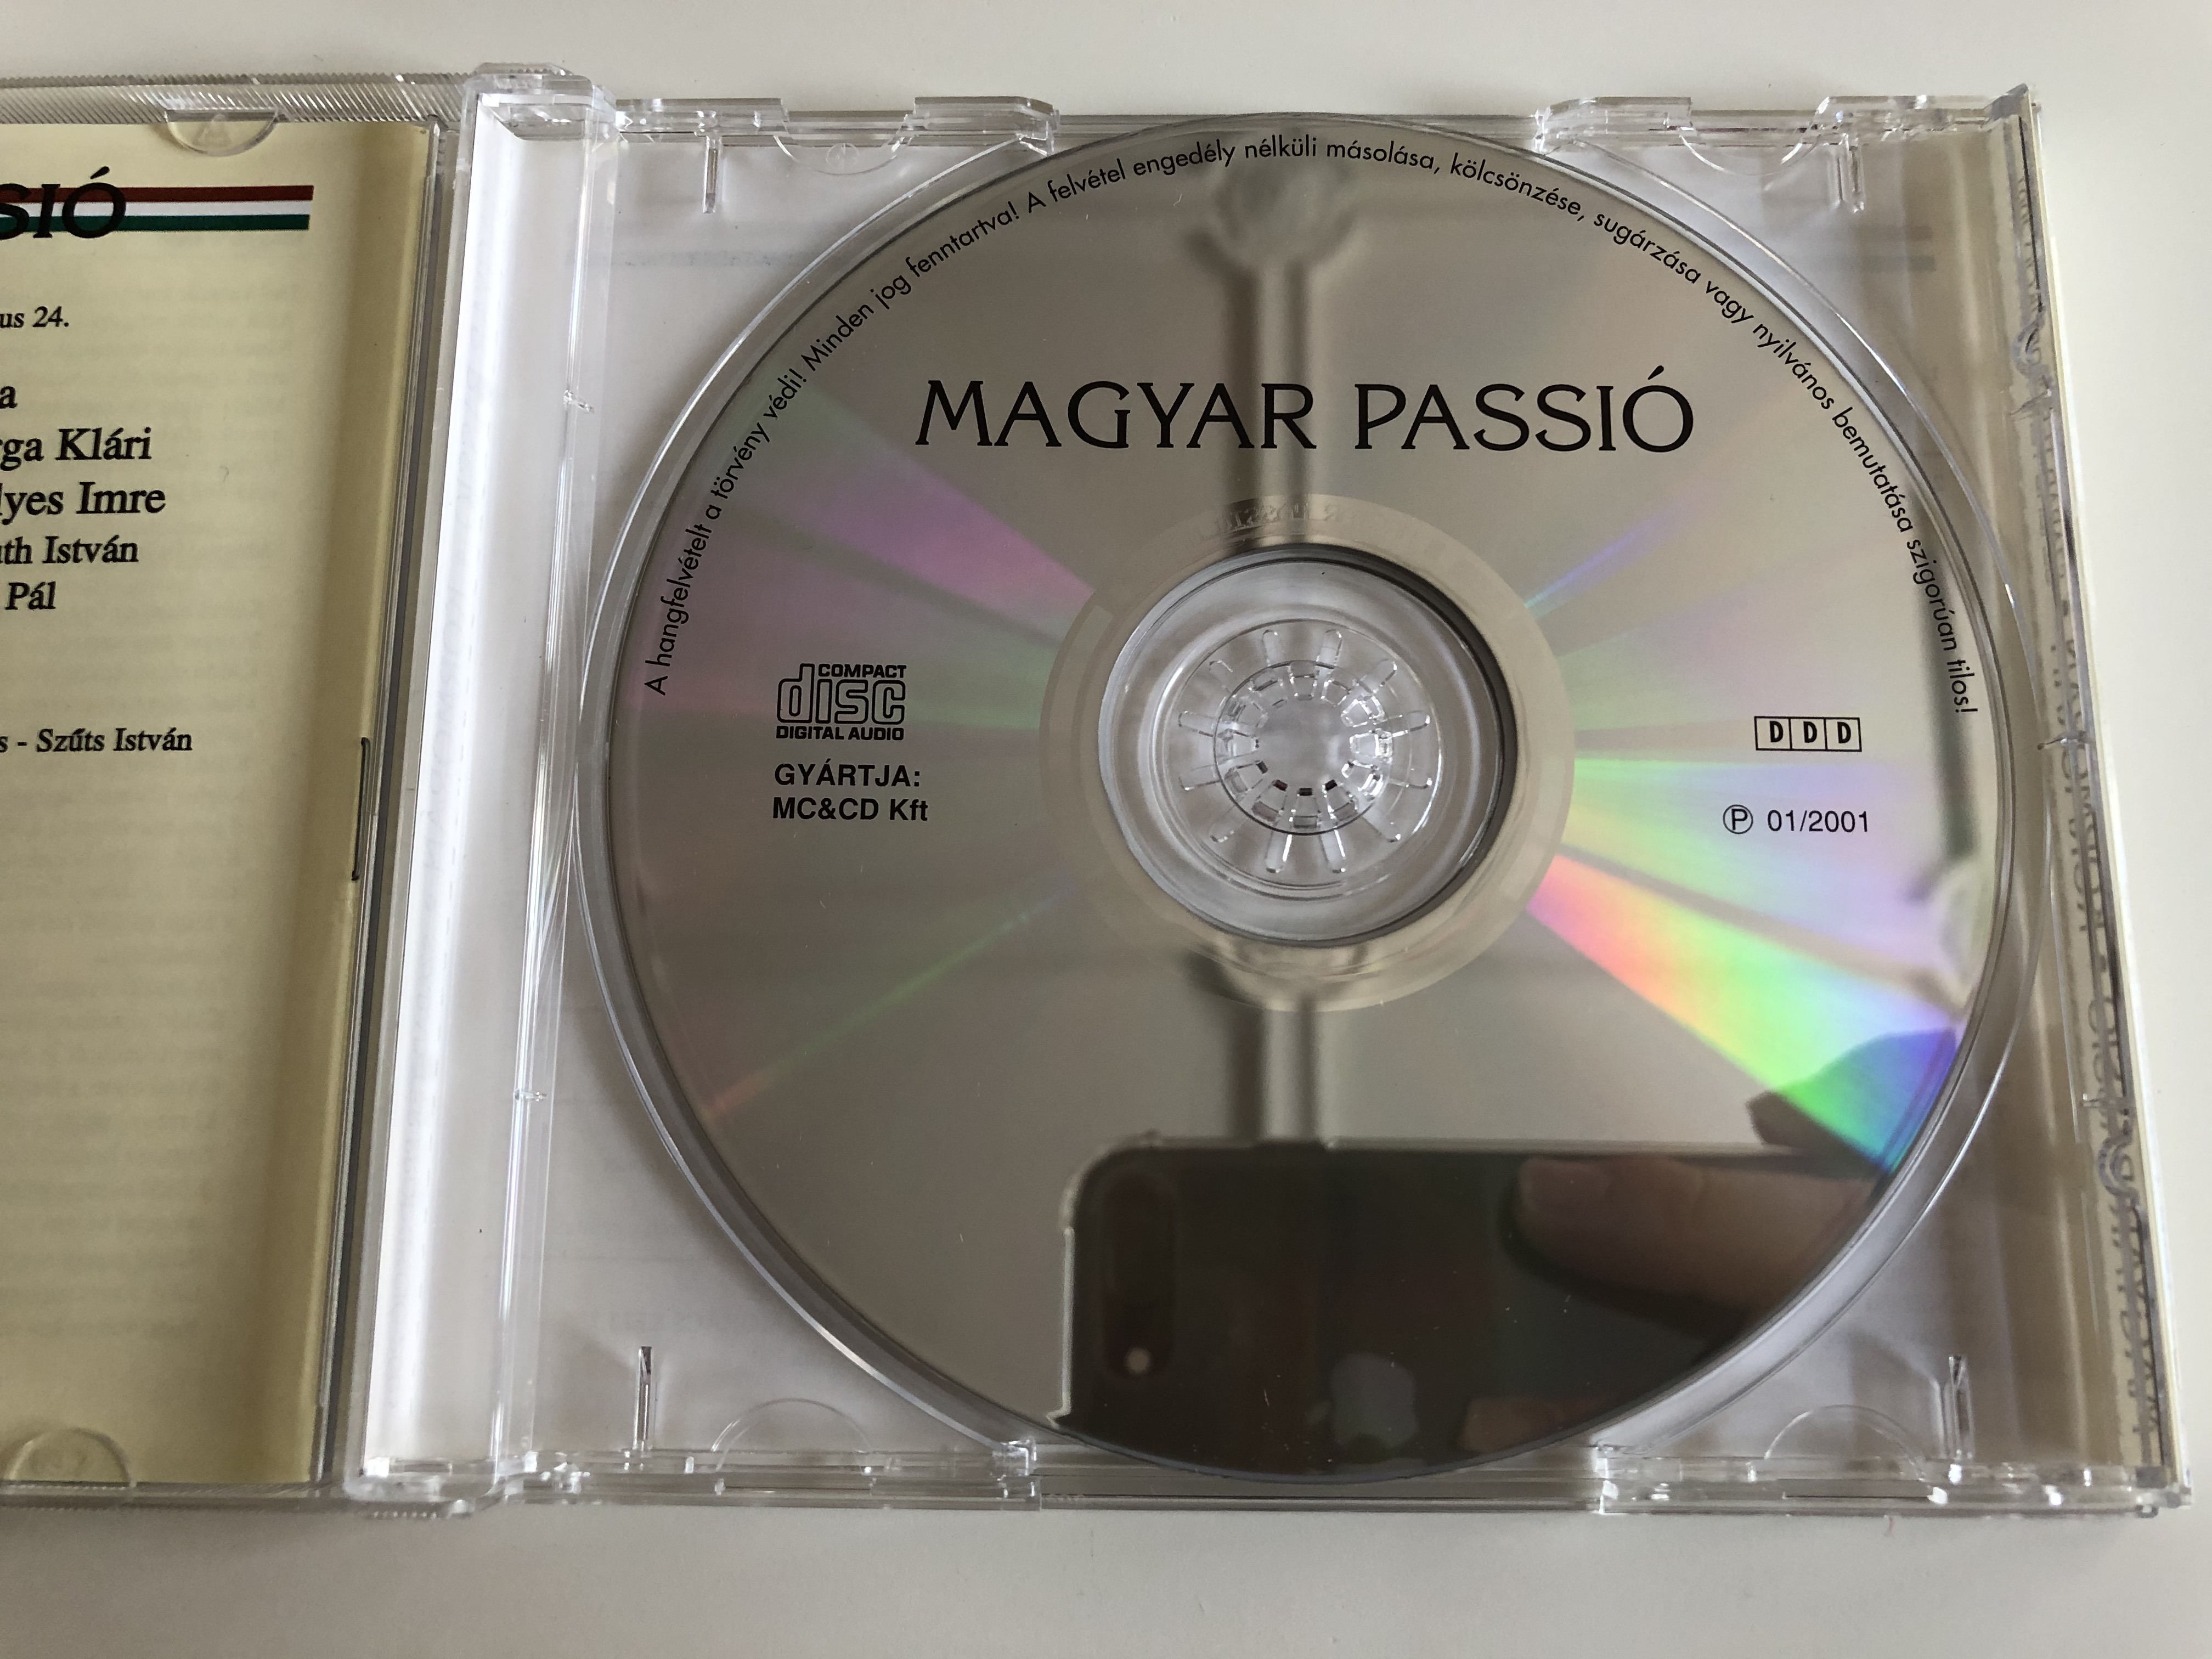 SIÓ
us 24.
a
rga Klári
lyes Imre
uth István
Pál
s - Szűts István
A hangfelvételt a törvény védi! Minden jog fenntartva! A felvétel engedély nélküli másolása, kölcsönzése, sugárzása vagy nyilvános bemutatása szigorúan tilos!
MAGYAR PASSIÓ
COMPACT
disc
DIGITAL AUDIO
GYÁRTJA:
MC&CD Kft
DDD
Ⓟ 01/2001